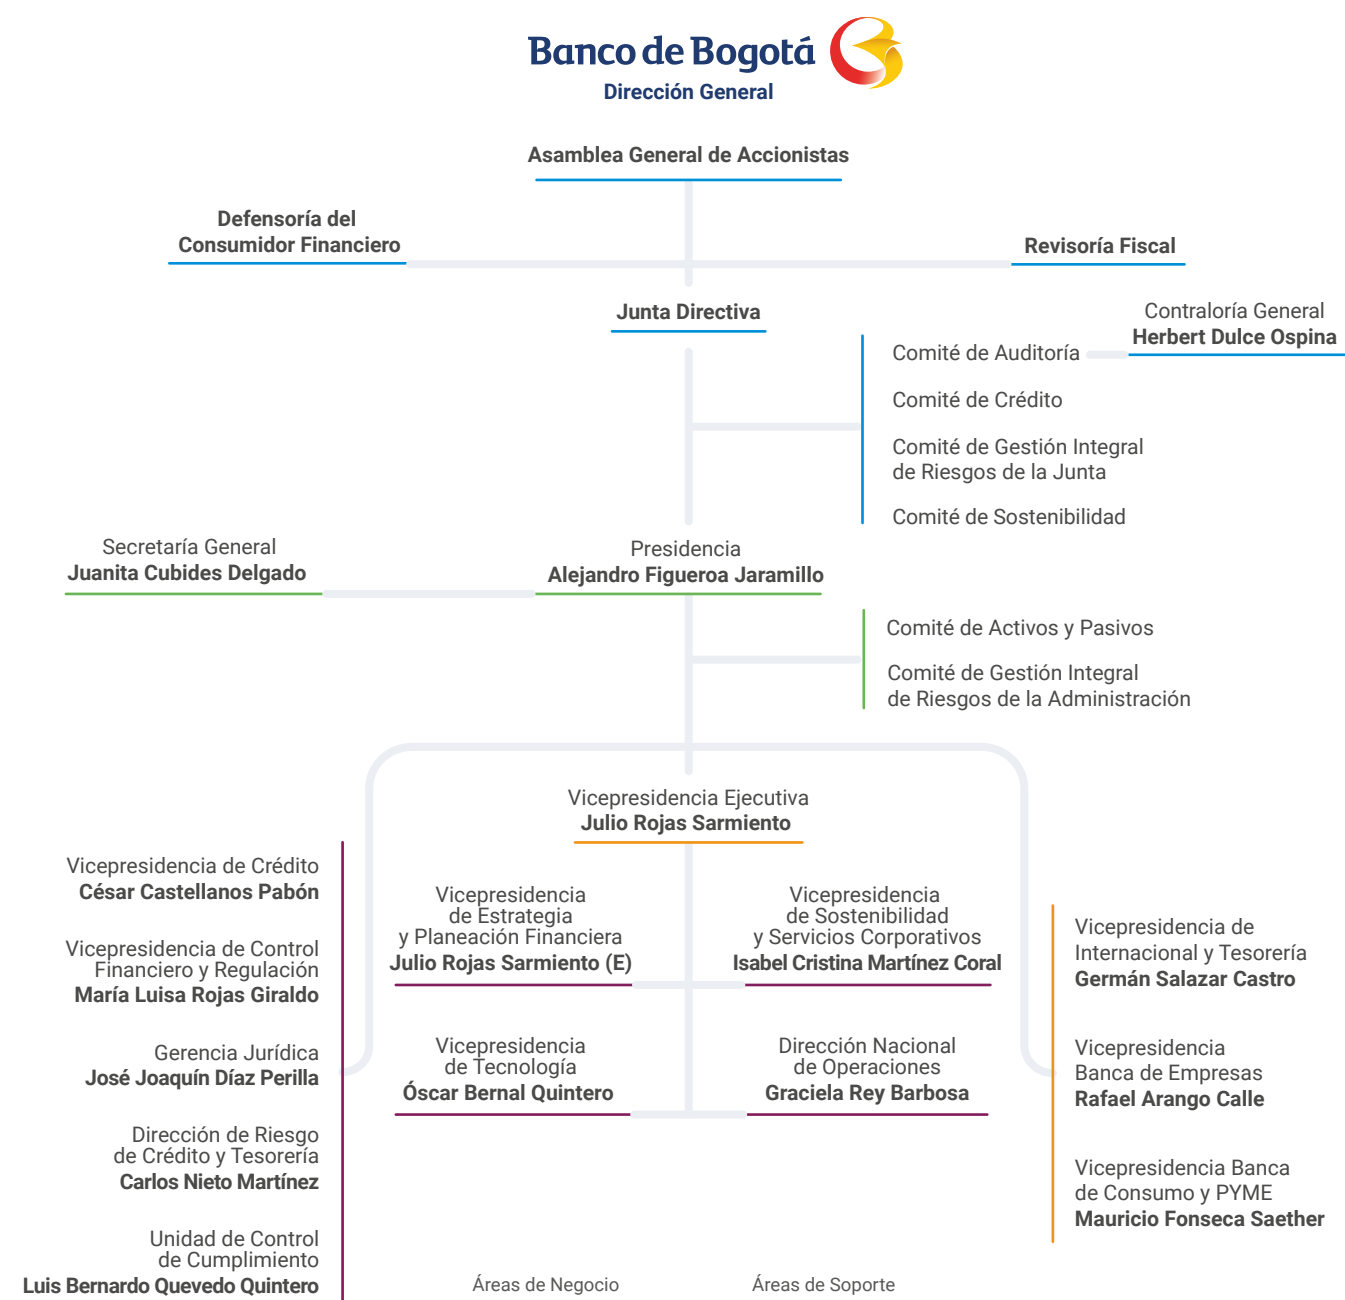 Banco de Bogotá
Dirección General
Asamblea General de Accionistas
Defensoría del
Consumidor Financiero
Revisoría Fiscal
Junta Directiva
Contraloría General
Herbert Dulce Ospina
Comité de Auditoría
Comité de Crédito
Comité de Gestión Integral
de Riesgos de la Junta
Comité de Sostenibilidad
Secretaría General
Juanita Cubides Delgado
Presidencia
Alejandro Figueroa Jaramillo
Comité de Activos y Pasivos
Comité de Gestión Integral
de Riesgos de la Administración
Vicepresidencia Ejecutiva
Julio Rojas Sarmiento
Vicepresidencia de Crédito
César Castellanos Pabón
Vicepresidencia de Control
Financiero y Regulación
María Luisa Rojas Giraldo
Gerencia Jurídica
José Joaquín Díaz Perilla
Dirección de Riesgo
de Crédito y Tesorería
Carlos Nieto Martínez
Unidad de Control
de Cumplimiento
Luis Bernardo Quevedo Quintero
Vicepresidencia
de Estrategia
y Planeación Financiera
Julio Rojas Sarmiento (E)
Vicepresidencia
de Sostenibilidad
y Servicios Corporativos
Isabel Cristina Martínez Coral
Vicepresidencia
de Tecnología
Óscar Bernal Quintero
Dirección Nacional
de Operaciones
Graciela Rey Barbosa
Vicepresidencia de
Internacional y Tesorería
Germán Salazar Castro
Vicepresidencia
Banca de Empresas
Rafael Arango Calle
Vicepresidencia Banca
de Consumo y PYME
Mauricio Fonseca Saether
Áreas de Negocio
Áreas de Soporte